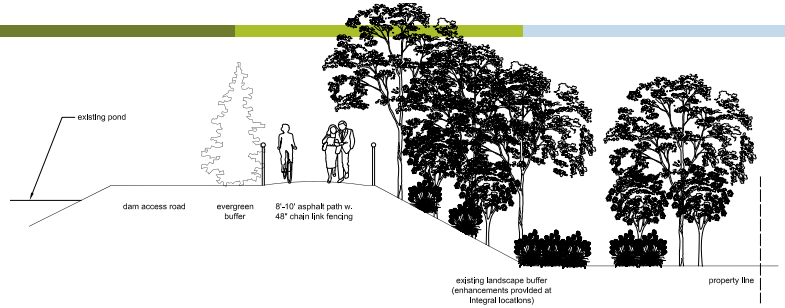 existing pond
dam access road
evergreen
buffer
8'-10' asphalt path w.
48" chain link fencing
existing landscape buffer
(enhancements provided at
integral locations)
property line